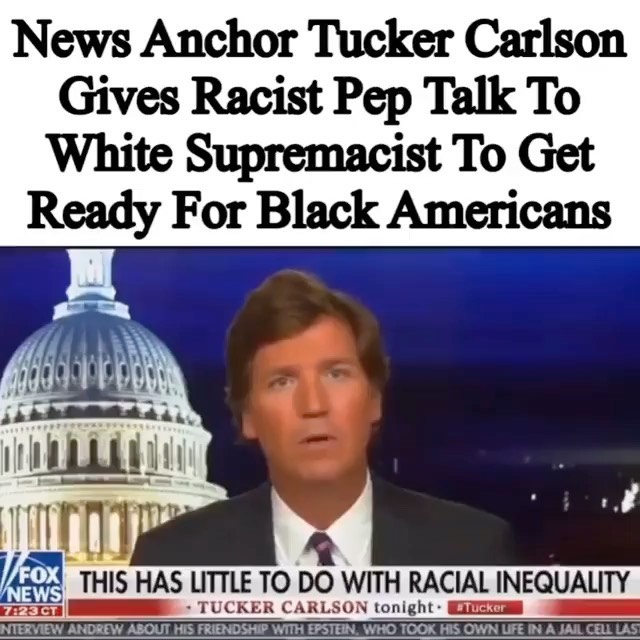 News Anchor Tucker Carlson
Gives Racist Pep Talk To
White Supremacist To Get
Ready For Black Americans
FOX
NEWS
7:23 CT
THIS HAS LITTLE TO DO WITH RACIAL INEQUALITY
· TUCKER CARLSON tonight · #Tucker
NTERVIEW ANDREW ABOUT HIS FRIENDSHIP WITH EPSTEIN, WHO TOOK HIS OWN LIFE IN A JAIL CELL LAS